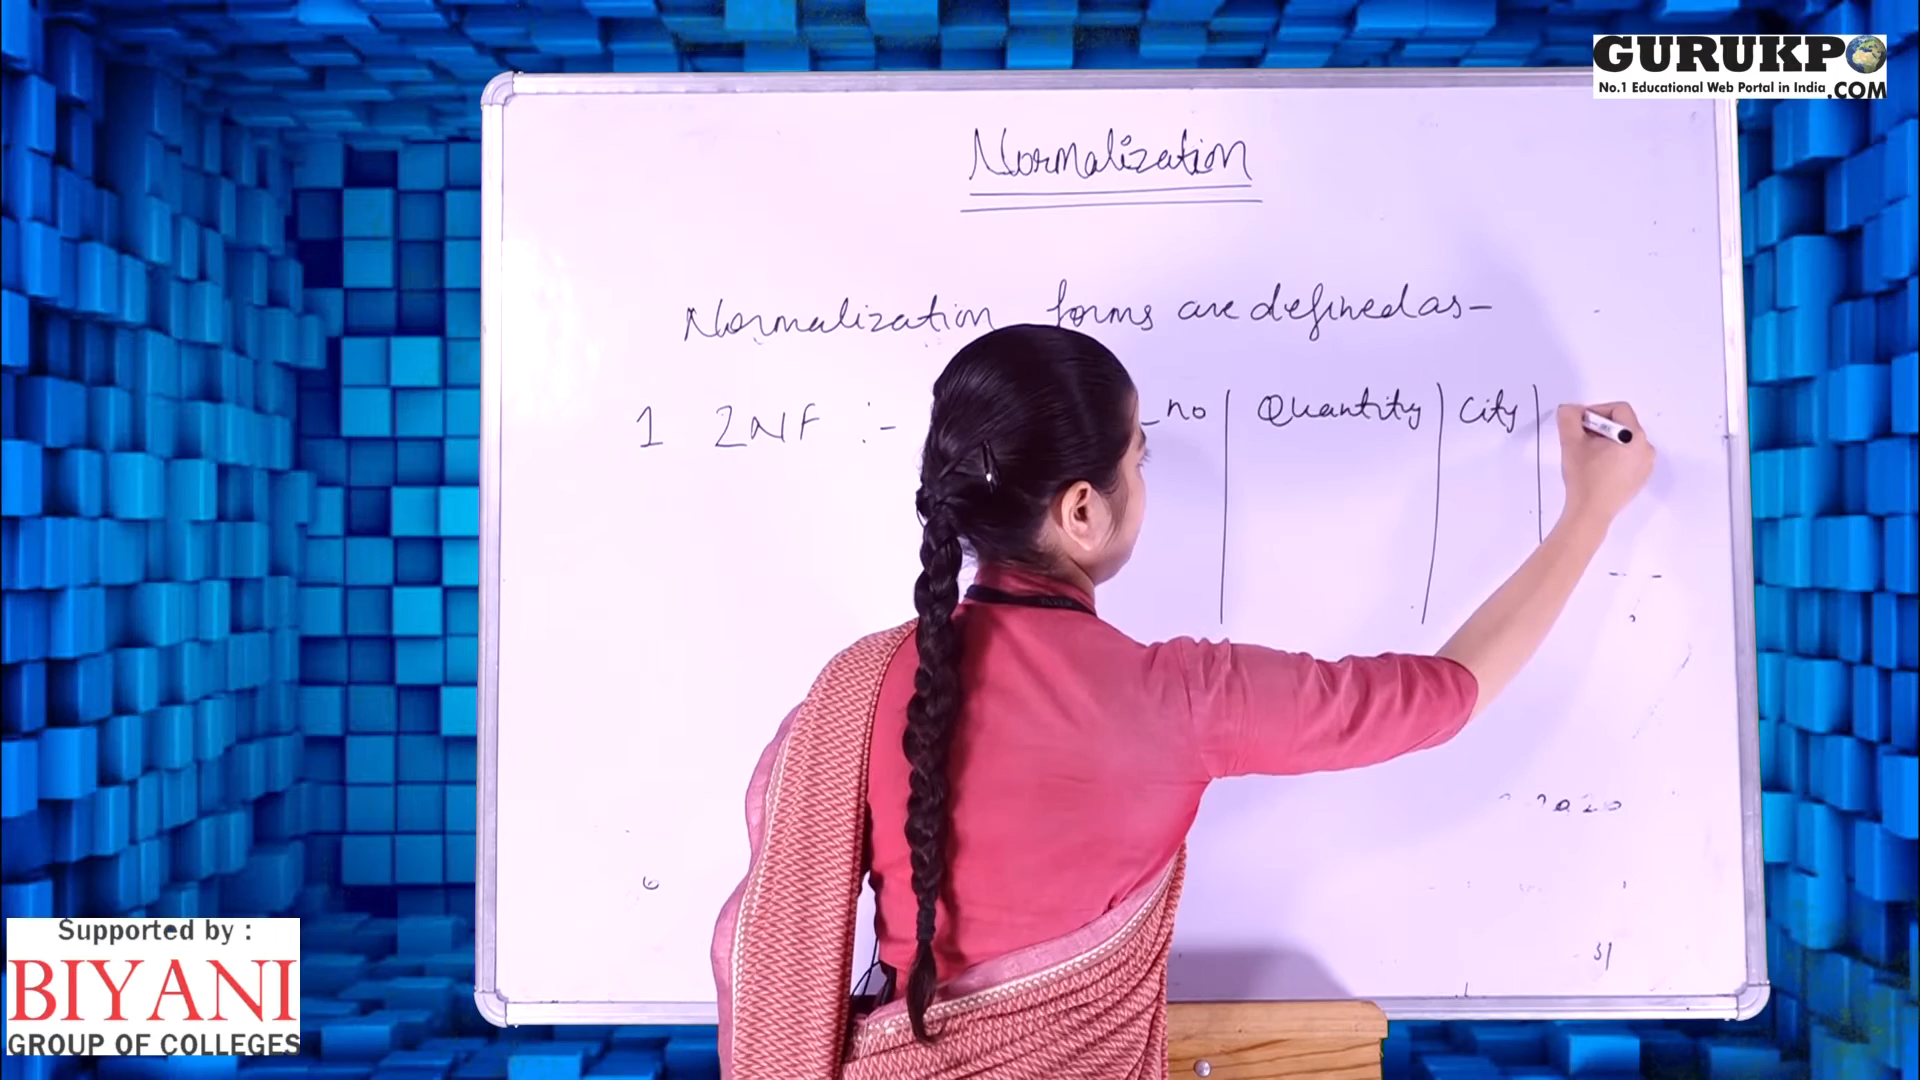 GURUKPO
No.1 Educational Web Portal in India .COM
Normalization
Normalization forms are defined as -
1 2NF :- _no | Quantity | City |
Supported by :
BIYANI
GROUP OF COLLEGES